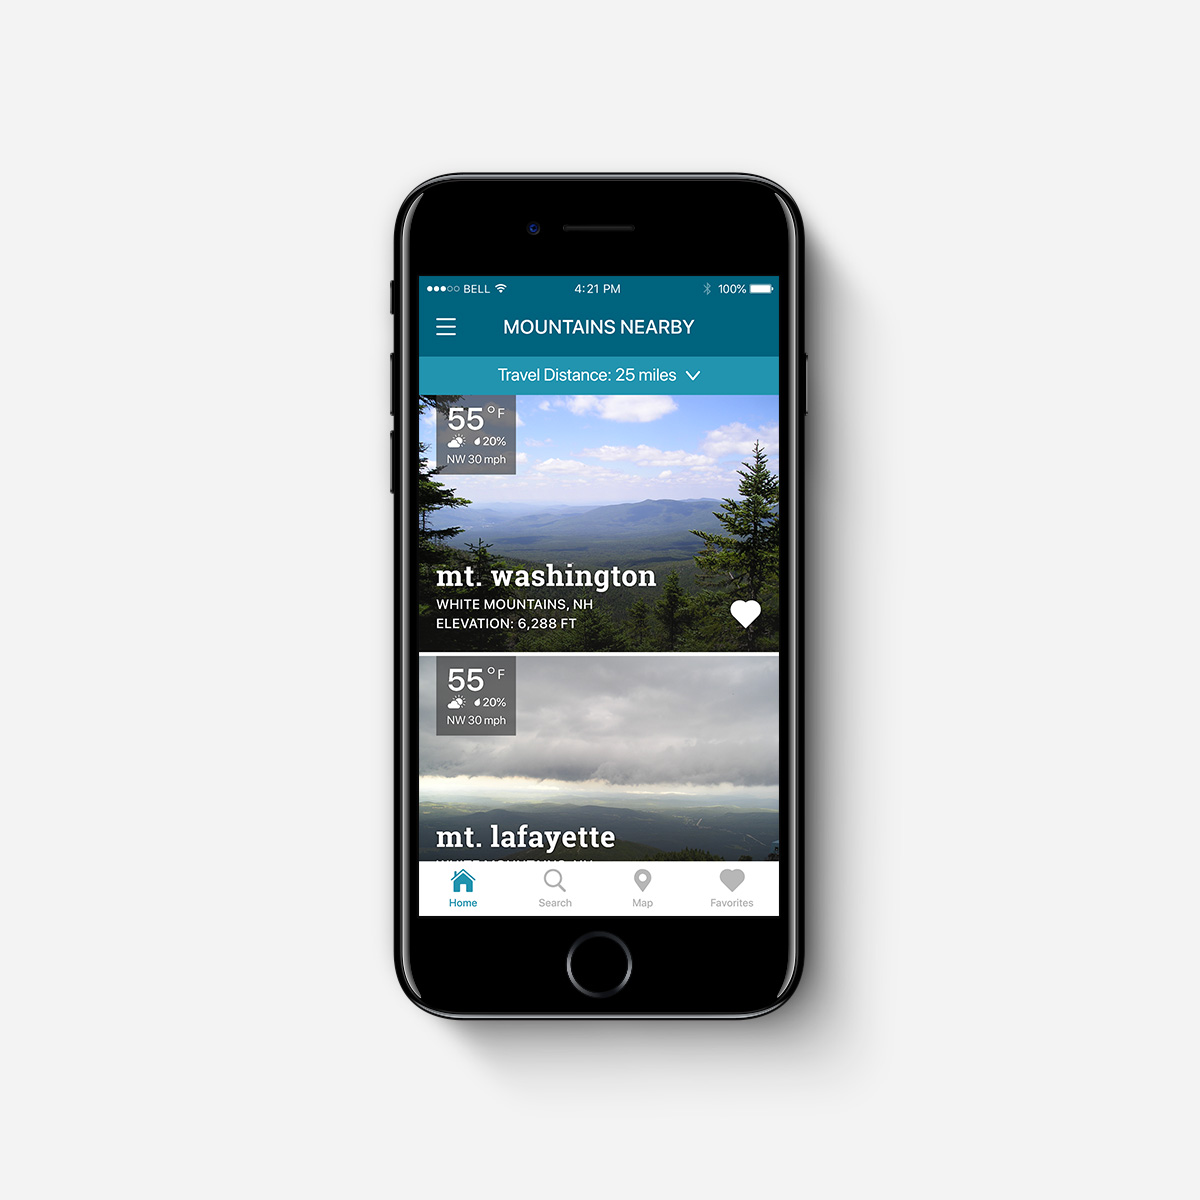 BELL 4:21 PM 100%
MOUNTAINS NEARBY
Travel Distance: 25 miles
55°F
20%
NW 30 mph
mt. washington
WHITE MOUNTAINS, NH
ELEVATION: 6,288 FT
55°F
20%
NW 30 mph
mt. lafayette
Home Search Map Favorites